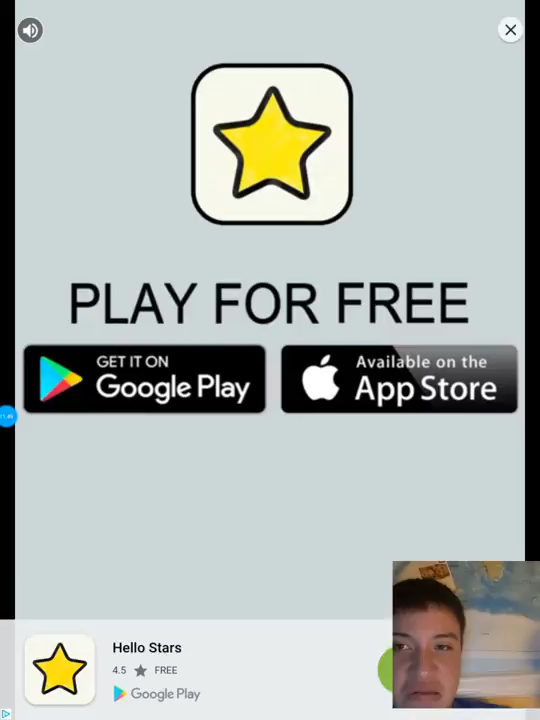 PLAY FOR FREE
GET IT ON
Google Play
Available on the
App Store
Hello Stars
4.5 FREE
Google Play